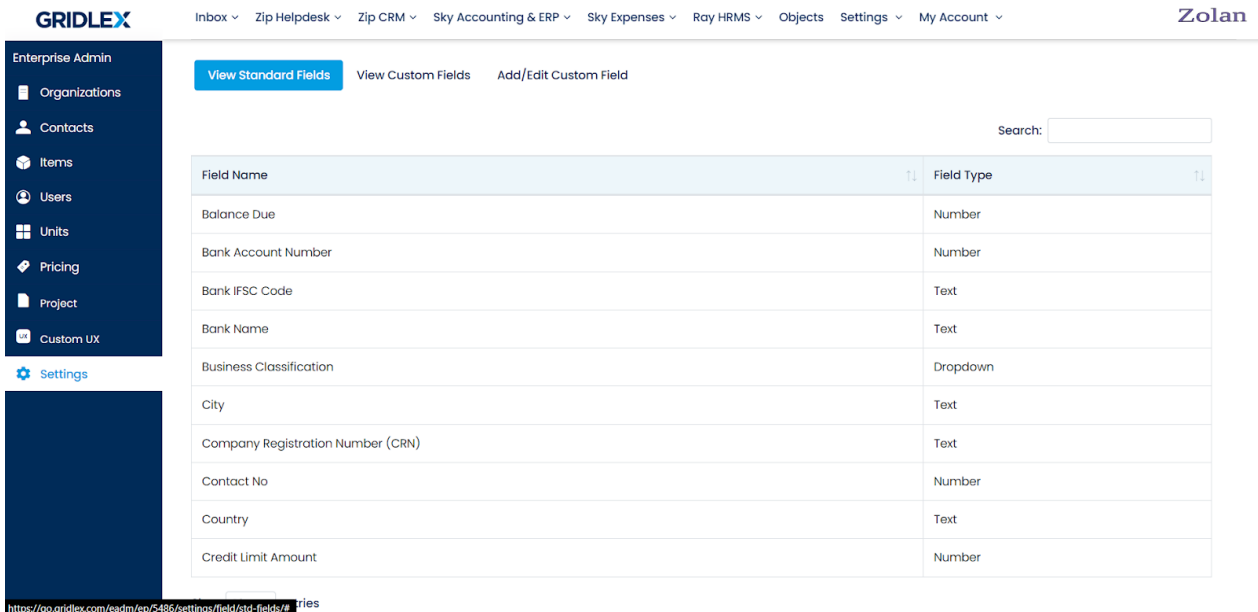 GRIDLEX Inbox Zip Helpdesk Zip CRM Sky Accounting & ERP Sky Expenses Ray HRMS Objects Settings My Account Zolan
Enterprise Admin
Organizations
Contacts
Items
Users
Units
Pricing
Project
UX Custom UX
Settings
View Standard Fields View Custom Fields Add/Edit Custom Field
Search:
Field Name Field Type
Balance Due Number
Bank Account Number Number
Bank IFSC Code Text
Bank Name Text
Business Classification Dropdown
City Text
Company Registration Number (CRN) Text
Contact No Number
Country Text
Credit Limit Amount Number
https://go.gridlex.com/eadm/ep/5486/settings/field/std-fields/#